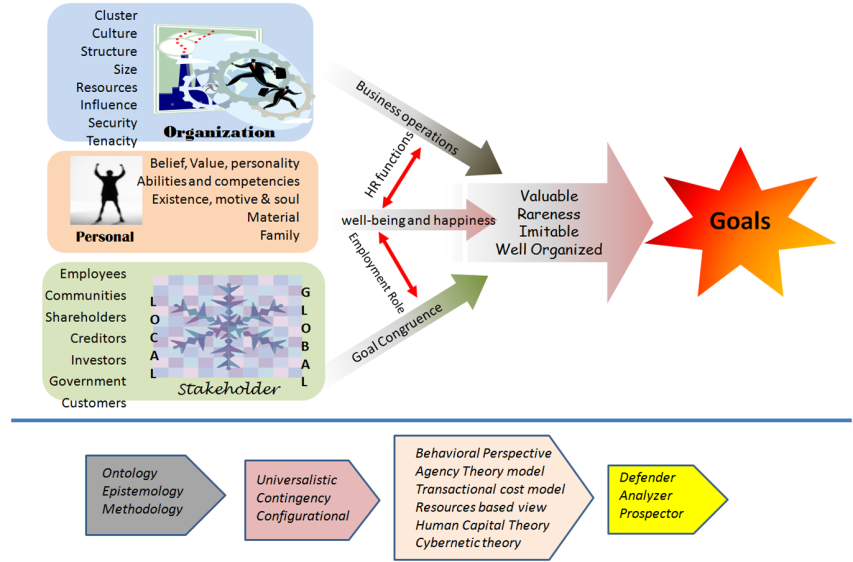 Cluster
Culture
Structure
Size
Resources
Influence
Security
Tenacity
Organization
Belief, Value, personality
Abilities and competencies
Existence, motive & soul
Material
Family
Personal
Employees
Communities
Shareholders
Creditors
Investors
Government
Customers
LOCAL
GLOBAL
Stakeholder
Business operations
HR functions
well-being and happiness
Employment Role
Goal Congruence
Valuable
Rareness
Imitable
Well Organized
Goals
Ontology
Epistemology
Methodology
Universalistic
Contingency
Configurational
Behavioral Perspective
Agency Theory model
Transactional cost model
Resources based view
Human Capital Theory
Cybernetic theory
Defender
Analyzer
Prospector